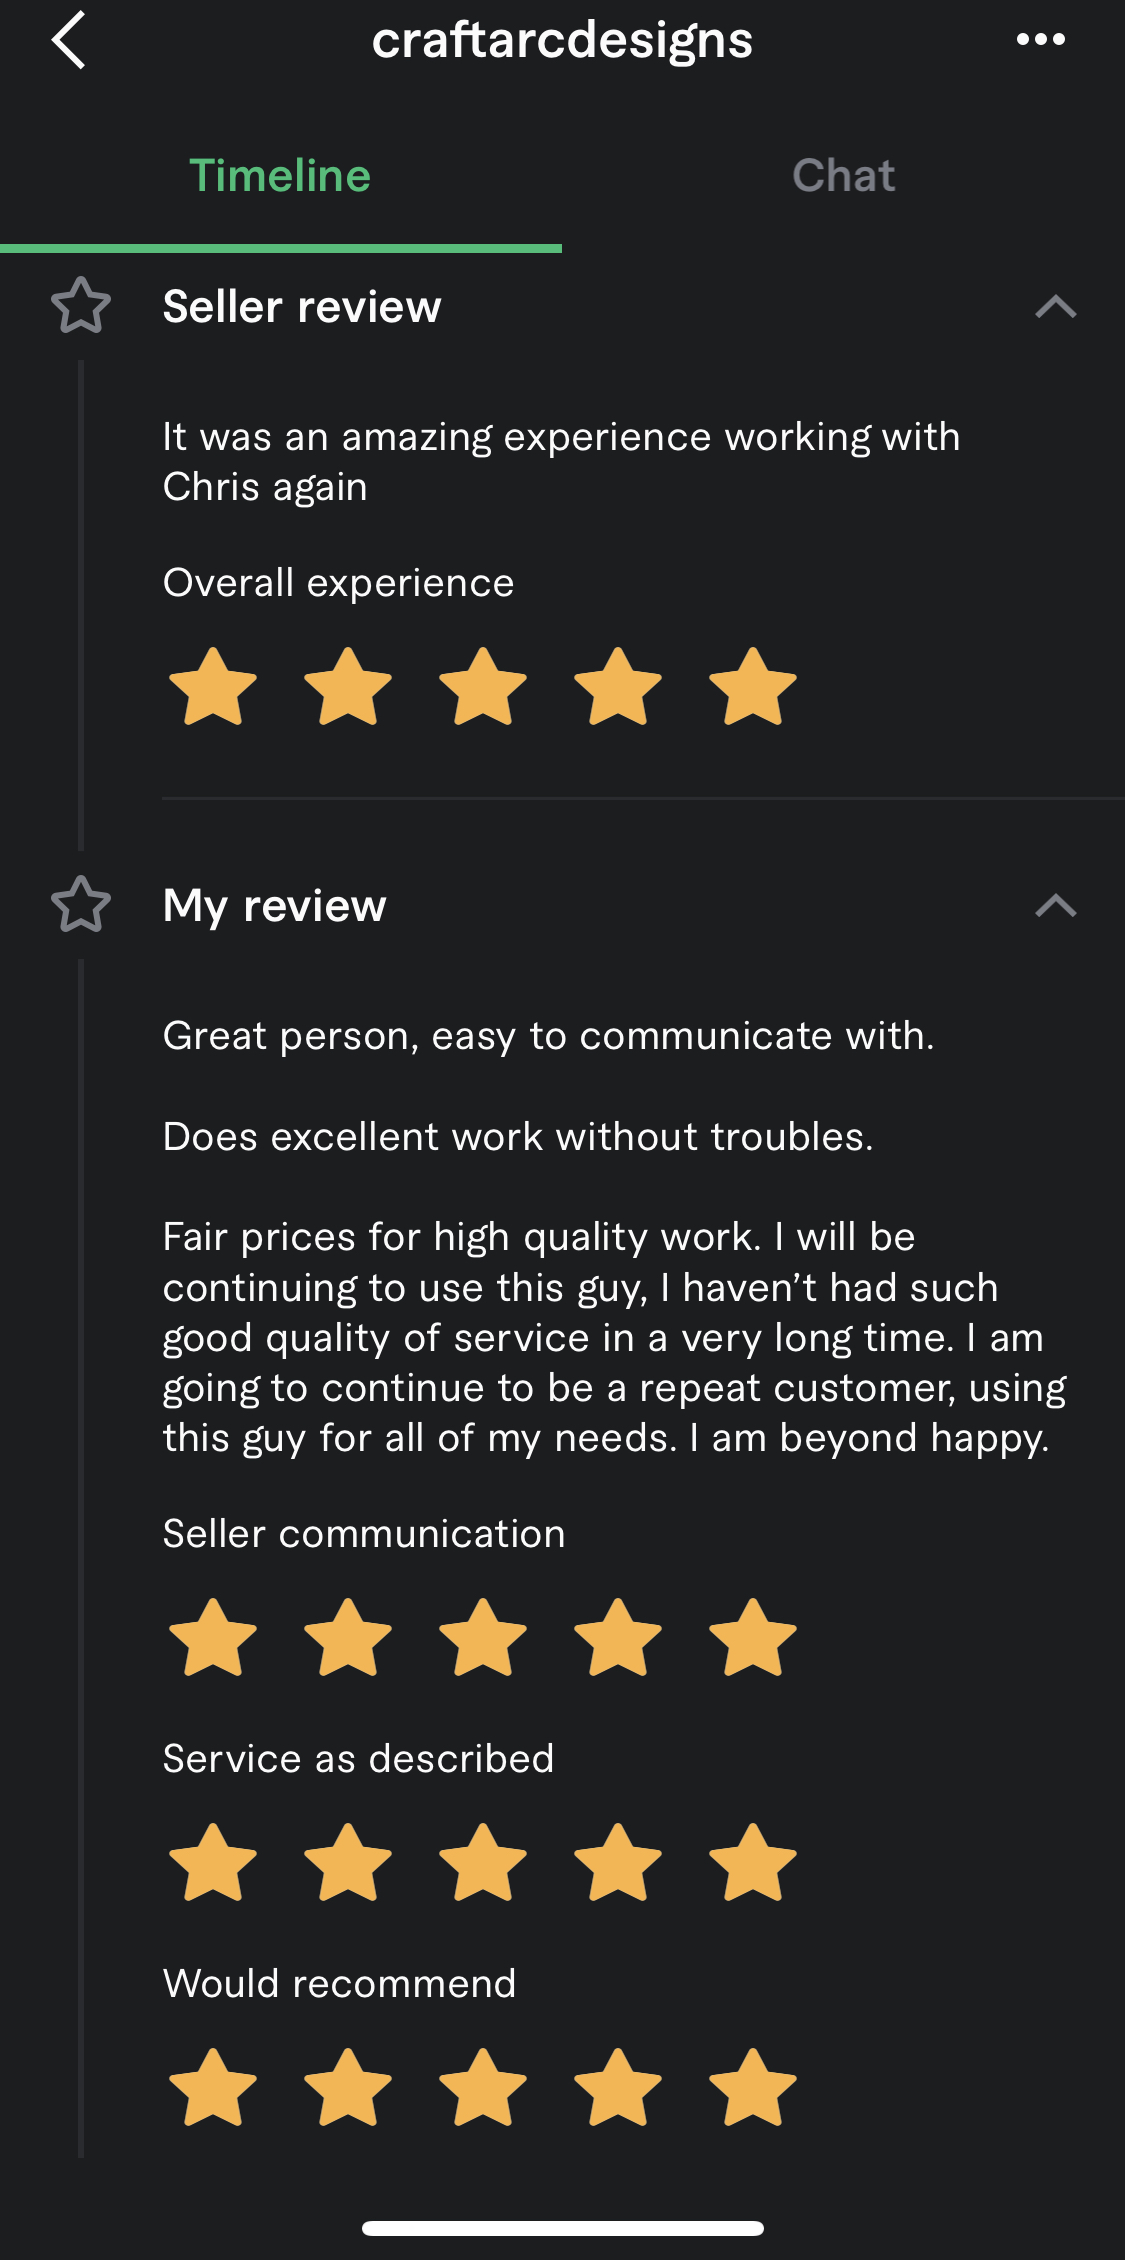 craftarcdesigns
Timeline
Chat
Seller review
It was an amazing experience working with
Chris again
Overall experience
My review
Great person, easy to communicate with.
Does excellent work without troubles.
Fair prices for high quality work. I will be
continuing to use this guy, I haven’t had such
good quality of service in a very long time. I am
going to continue to be a repeat customer, using
this guy for all of my needs. I am beyond happy.
Seller communication
Service as described
Would recommend